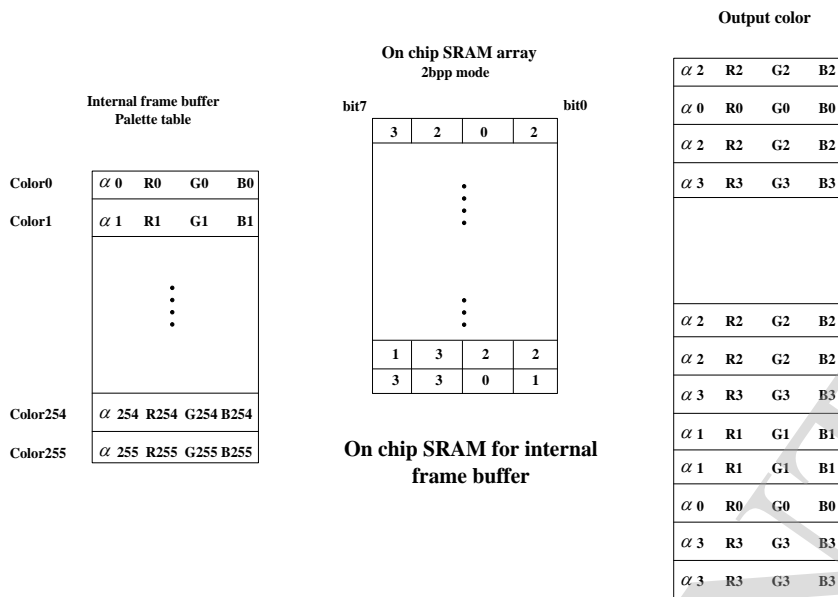 Output color
On chip SRAM array
2bpp mode
Internal frame buffer
Palette table
bit7
bit0
3 2 0 2
Color0 α 0 R0 G0 B0
Color1 α 1 R1 G1 B1
Color254 α 254 R254 G254 B254
Color255 α 255 R255 G255 B255
1 3 2 2
3 3 0 1
On chip SRAM for internal
frame buffer
α 2 R2 G2 B2
α 0 R0 G0 B0
α 2 R2 G2 B2
α 3 R3 G3 B3
α 2 R2 G2 B2
α 2 R2 G2 B2
α 3 R3 G3 B3
α 1 R1 G1 B1
α 1 R1 G1 B1
α 0 R0 G0 B0
α 3 R3 G3 B3
α 3 R3 G3 B3